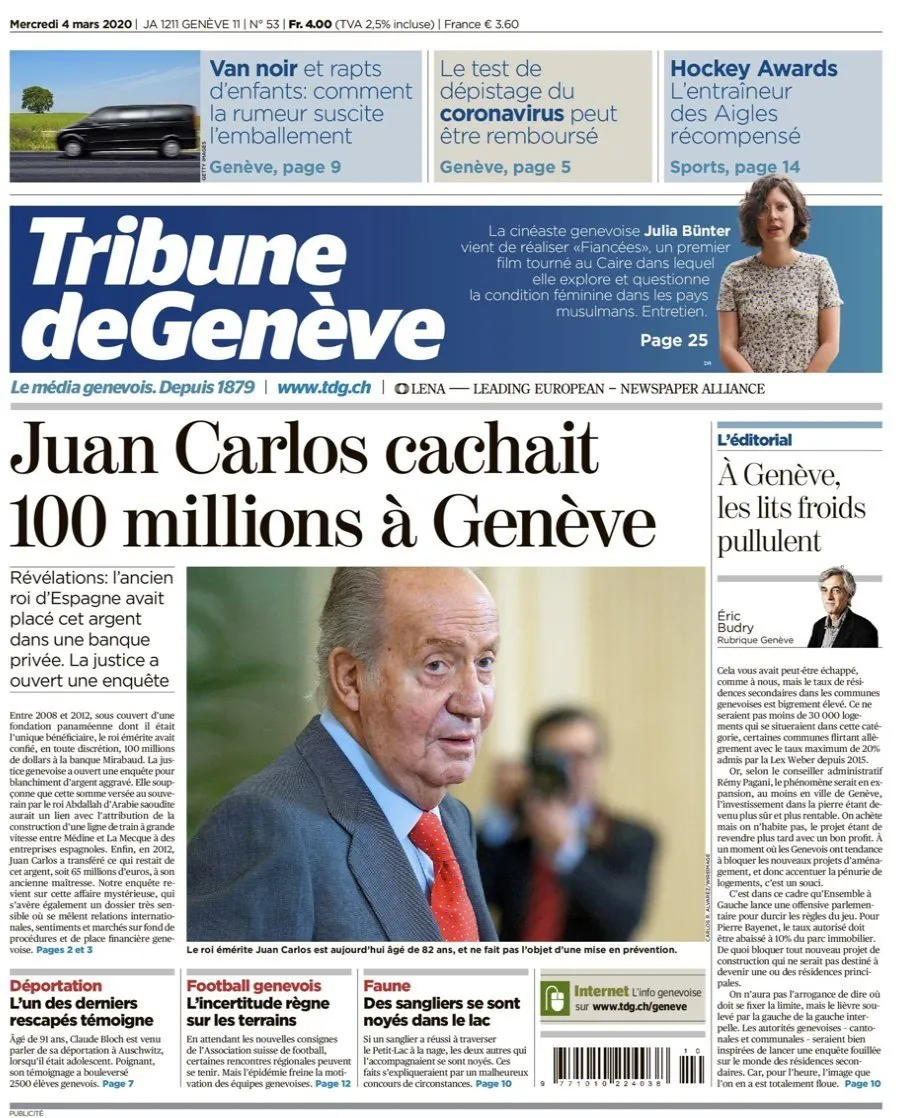 Mercredi 4 mars 2020 | JA 1211 GENÈVE 11 | N° 53 | Fr. 4.00 (TVA 2,5% incluse) | France € 3.60
Van noir et rapts
d'enfants: comment
la rumeur suscite
l'emballement
Genève, page 9
GETTY IMAGES
Le test de
dépistage du
coronavirus peut
être remboursé
Genève, page 5
Hockey Awards
L'entraîneur
des Aigles
récompensé
Sports, page 14
Tribune
de Genève
La cinéaste genevoise Julia Bünter
vient de réaliser «Fiancées», un premier
film tourné au Caire dans lequel
elle explore et questionne
la condition féminine dans les pays
musulmans. Entretien.
Page 25
DR
Le média genevois. Depuis 1879 | www.tdg.ch | LENA — LEADING EUROPEAN – NEWSPAPER ALLIANCE
Juan Carlos cachait
100 millions à Genève
Révélations: l'ancien
roi d'Espagne avait
placé cet argent
dans une banque
privée. La justice a
ouvert une enquête
Entre 2008 et 2012, sous couvert d'une
fondation panaméenne dont il était
l'unique bénéficiaire, le roi émérite avait
confié, en toute discrétion, 100 millions
de dollars à la banque Mirabaud. La jus-
tice genevoise a ouvert une enquête pour
blanchiment d'argent aggravé. Elle soup-
çonne que cette somme versée au souve-
rain par le roi Abdallah d'Arabie saoudite
aurait un lien avec l'attribution de la
construction d'une ligne de train à grande
vitesse entre Médine et La Mecque à des
entreprises espagnoles. Enfin, en 2012,
Juan Carlos a transféré ce qui restait de
cet argent, soit 65 millions d'euros, à son
ancienne maîtresse. Notre enquête re-
vient sur cette affaire mystérieuse, qui
s'avère également un dossier très sen-
sible où se mêlent relations internatio-
nales, sentiments et marchés sur fond de
procédures et de place financière gene-
voise. Pages 2 et 3
CARLOS R. ALVAREZ/WIREIMAGE
Le roi émérite Juan Carlos est aujourd'hui âgé de 82 ans, et ne fait pas l'objet d'une mise en prévention.
L'éditorial
À Genève,
les lits froids
pullulent
Éric
Budry
Rubrique Genève
Cela vous avait peut-être échappé,
comme à nous, mais le taux de rési-
dences secondaires dans les communes
genevoises est bigrement élevé. Ce ne
seraient pas moins de 30 000 loge-
ments qui se situeraient dans cette caté-
gorie, certaines communes flirtant allè-
grement avec le taux maximum de 20%
admis par la Lex Weber depuis 2015.
Or, selon le conseiller administratif
Rémy Pagani, le phénomène serait en ex-
pansion, au moins en ville de Genève,
l'investissement dans la pierre étant de-
venu plus sûr et plus rentable. On achète
mais on n'habite pas, le projet étant de
revendre plus tard avec un bon profit. À
un moment où les Genevois ont tendance
à bloquer les nouveaux projets d'aména-
gement, et donc accentuer la pénurie de
logements, c'est un souci.
C'est dans ce cadre qu'Ensemble à
Gauche lance une offensive parlemen-
taire pour durcir les règles du jeu. Pour
Pierre Bayenet, le taux autorisé doit
être abaissé à 10% du parc immobilier.
De quoi bloquer tout nouveau projet de
construction qui ne serait pas destiné à
devenir une ou des résidences princi-
pales.
On n'aura pas l'arrogance de dire où
doit se fixer la limite, mais le lièvre sou-
levé par la gauche de la gauche inter-
pelle. Les autorités genevoises – canto-
nales et communales – seraient bien
inspirées de lancer une enquête fouillée
sur le monde des résidences secon-
daires. Car, pour l'heure, l'image que
l'on en a est totalement floue. Page 10
Déportation
L'un des derniers
rescapés témoigne
Âgé de 91 ans, Claude Bloch est venu
parler de sa déportation à Auschwitz,
lorsqu'il était adolescent. Poignant,
son témoignage a bouleversé
2500 élèves genevois. Page 7
Football genevois
L'incertitude règne
sur les terrains
En attendant les nouvelles consignes
de l'Association suisse de football,
certaines rencontres régionales peuvent
se tenir. Mais l'épidémie freine la mo-
tivation des équipes genevoises. Page 12
Faune
Des sangliers se sont
noyés dans le lac
Si un sanglier a réussi à traverser
le Petit-Lac à la nage, les deux autres qui
l'accompagnaient se sont noyés. Ces
faits s'expliqueraient par un malheureux
concours de circonstances. Page 10
Internet L'info genevoise
sur www.tdg.ch/geneve
1 0
9 771010 224038
PUBLICITÉ